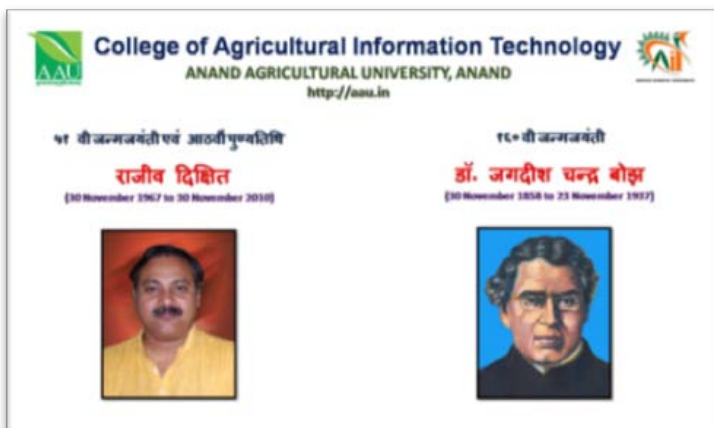 AAU
College of Agricultural Information Technology
ANAND AGRICULTURAL UNIVERSITY, ANAND
http://aau.in
५१ वी जन्मजयंती एवं आठवीं पुण्यतिथि
राजीव दिक्षित
(30 November 1967 to 30 November 2010)
१६० वी जन्मजयंती
डॉ. जगदीश चन्द्र बोझ
(30 November 1858 to 23 November 1937)